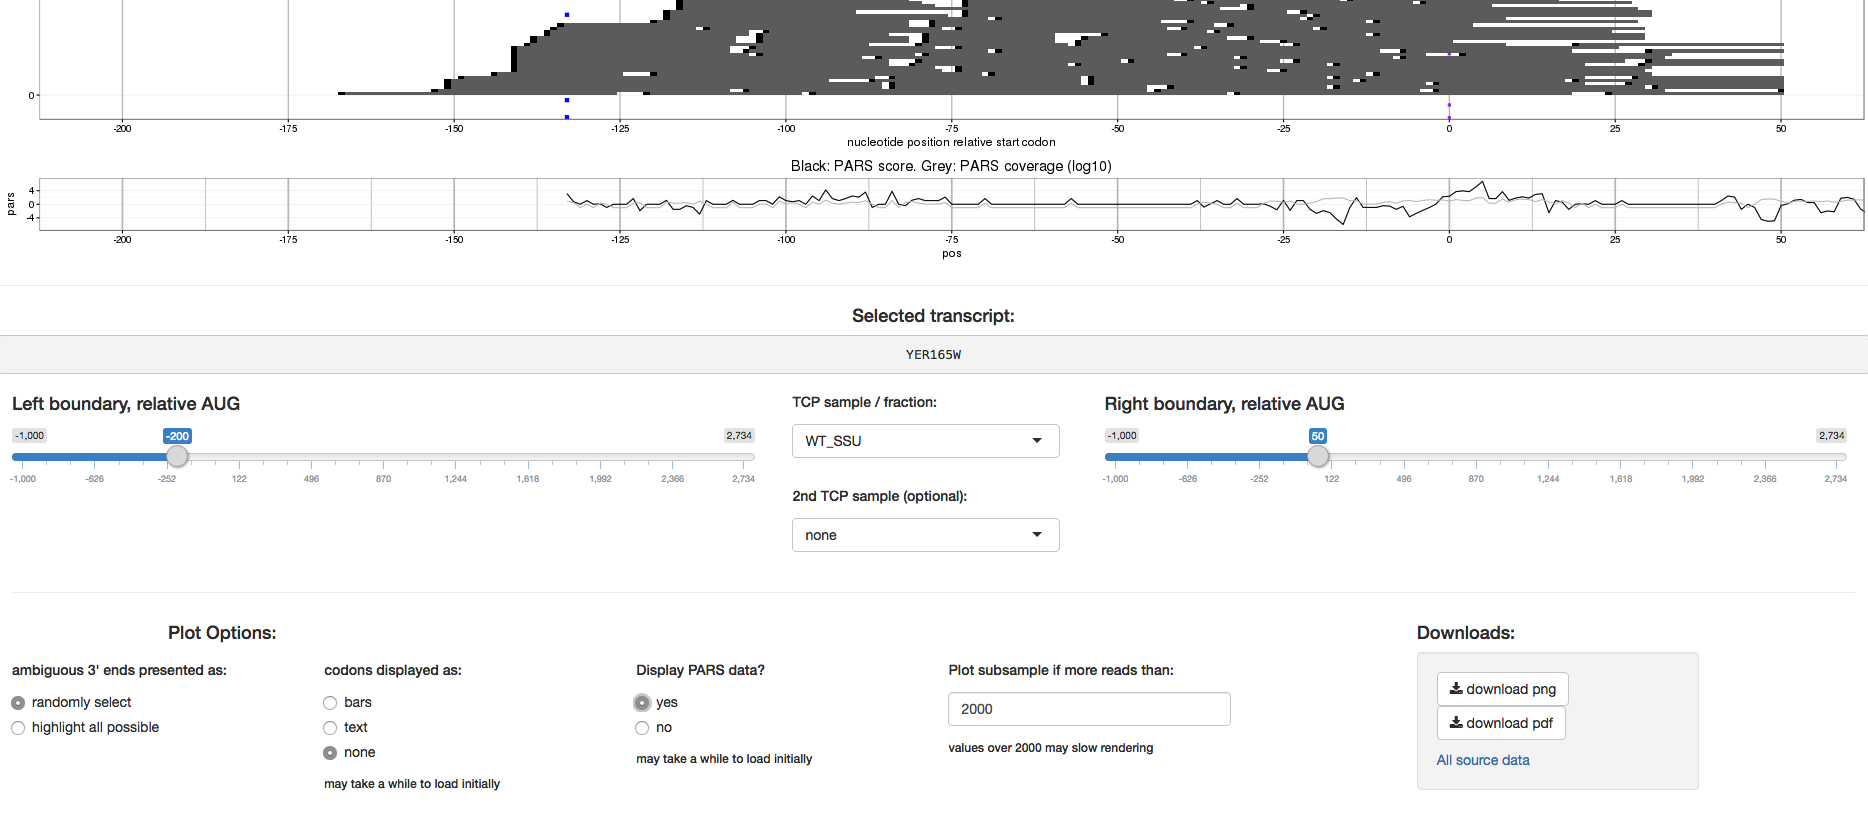 0
-200 -175 -150 -125 -100 -75 -50 -25 0 25 50
nucleotide position relative start codon
Black: PARS score. Grey: PARS coverage (log10)
pars
4
0
-4
-200 -175 -150 -125 -100 -75 -50 -25 0 25 50
pos
Selected transcript:
YER165W
Left boundary, relative AUG
-1,000 -200 2,734
-1,000 -626 -252 122 496 870 1,244 1,618 1,992 2,366 2,734
TCP sample / fraction:
WT_SSU
2nd TCP sample (optional):
none
Right boundary, relative AUG
-1,000 50 2,734
-1,000 -626 -252 122 496 870 1,244 1,618 1,992 2,366 2,734
Plot Options:
ambiguous 3' ends presented as:
randomly select
highlight all possible
codons displayed as:
bars
text
none
may take a while to load initially
Display PARS data?
yes
no
may take a while to load initially
Plot subsample if more reads than:
2000
values over 2000 may slow rendering
Downloads:
download png
download pdf
All source data